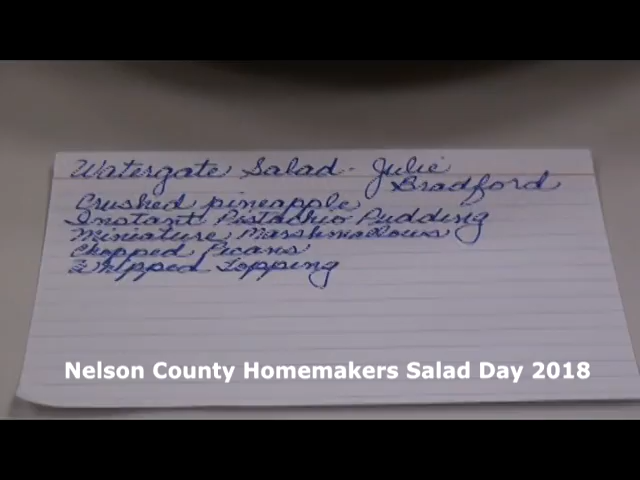 Watergate Salad - Julie
Bradford
Crushed pineapple
Instant Pistachio Pudding
Miniature Marshmallows
Chopped Pecans
Whipped Topping
Nelson County Homemakers Salad Day 2018